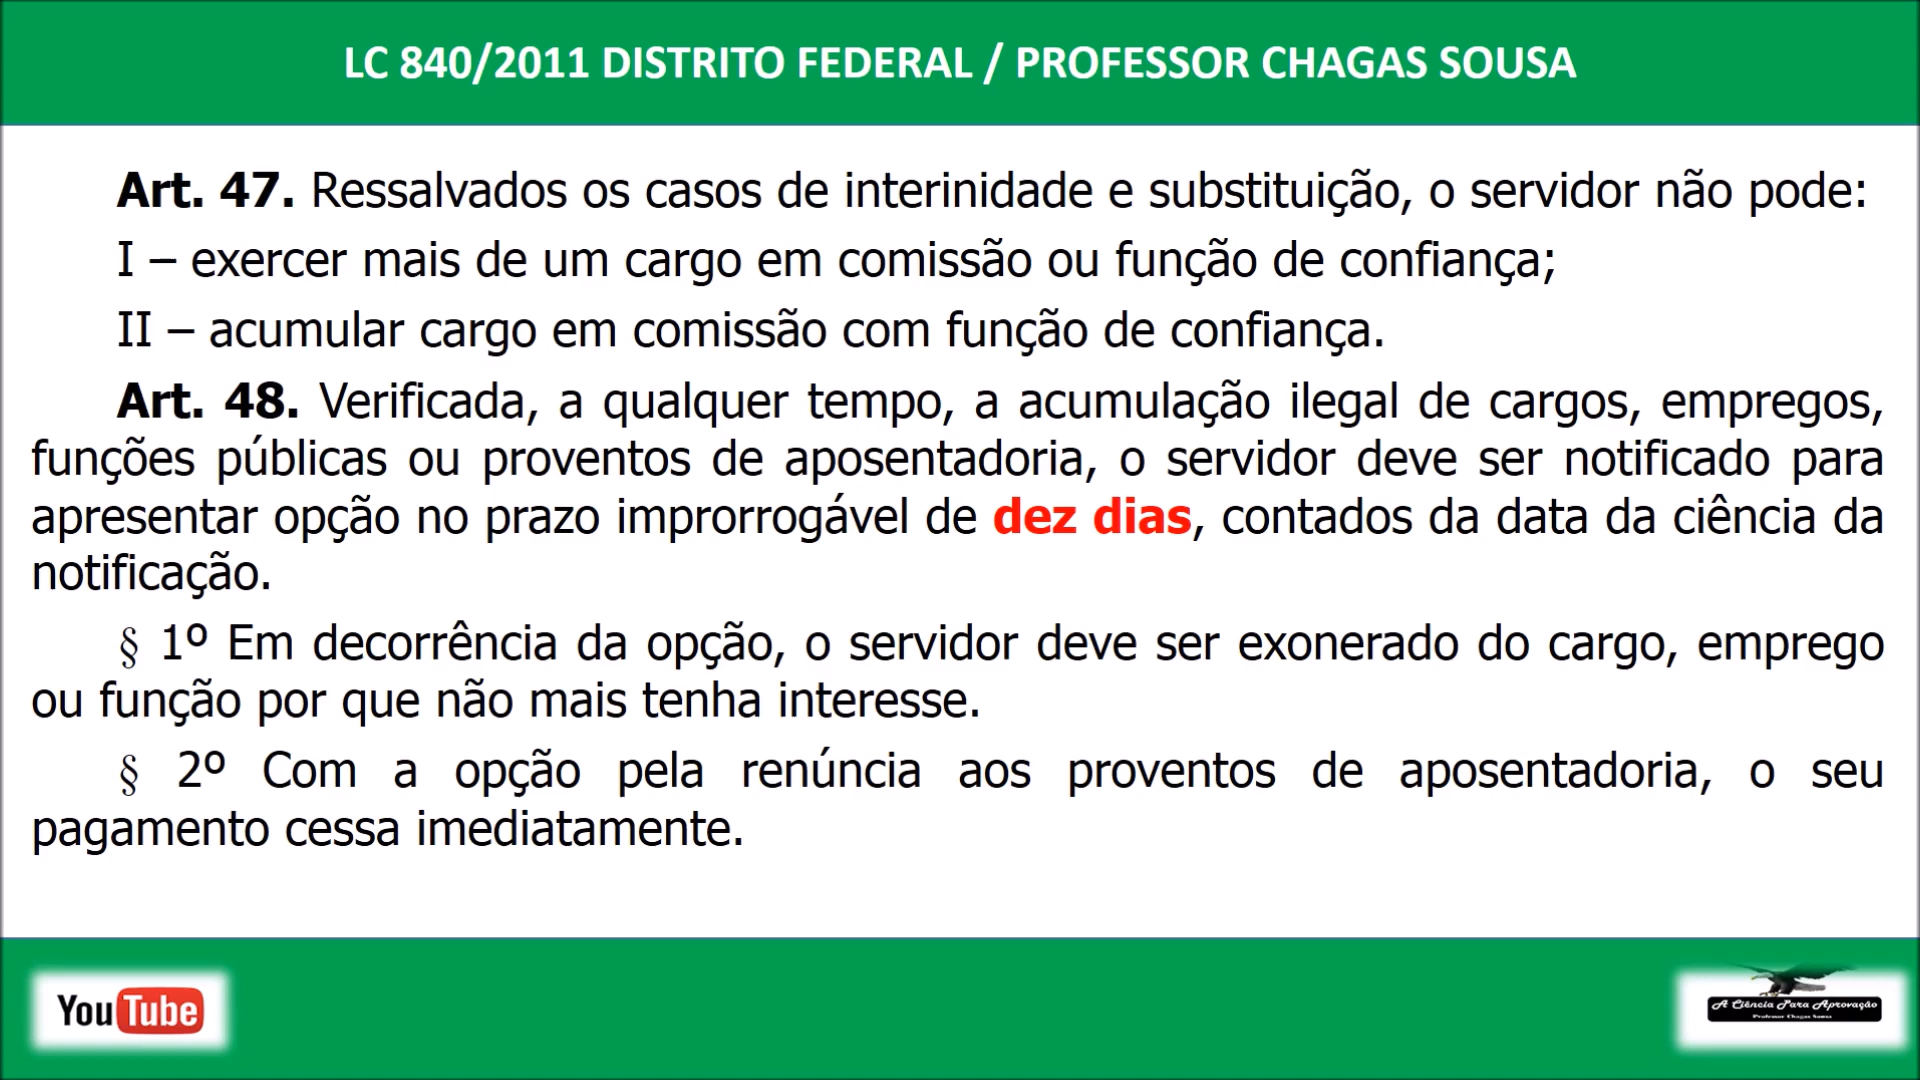 LC 840/2011 DISTRITO FEDERAL / PROFESSOR CHAGAS SOUSA
Art. 47. Ressalvados os casos de interinidade e substituição, o servidor não pode:
I – exercer mais de um cargo em comissão ou função de confiança;
II – acumular cargo em comissão com função de confiança.
Art. 48. Verificada, a qualquer tempo, a acumulação ilegal de cargos, empregos,
funções públicas ou proventos de aposentadoria, o servidor deve ser notificado para
apresentar opção no prazo improrrogável de dez dias, contados da data da ciência da
notificação.
§ 1º Em decorrência da opção, o servidor deve ser exonerado do cargo, emprego
ou função por que não mais tenha interesse.
§ 2º Com a opção pela renúncia aos proventos de aposentadoria, o seu
pagamento cessa imediatamente.
YouTube
A Ciência Para Aprovação
Professor Chagas Sousa